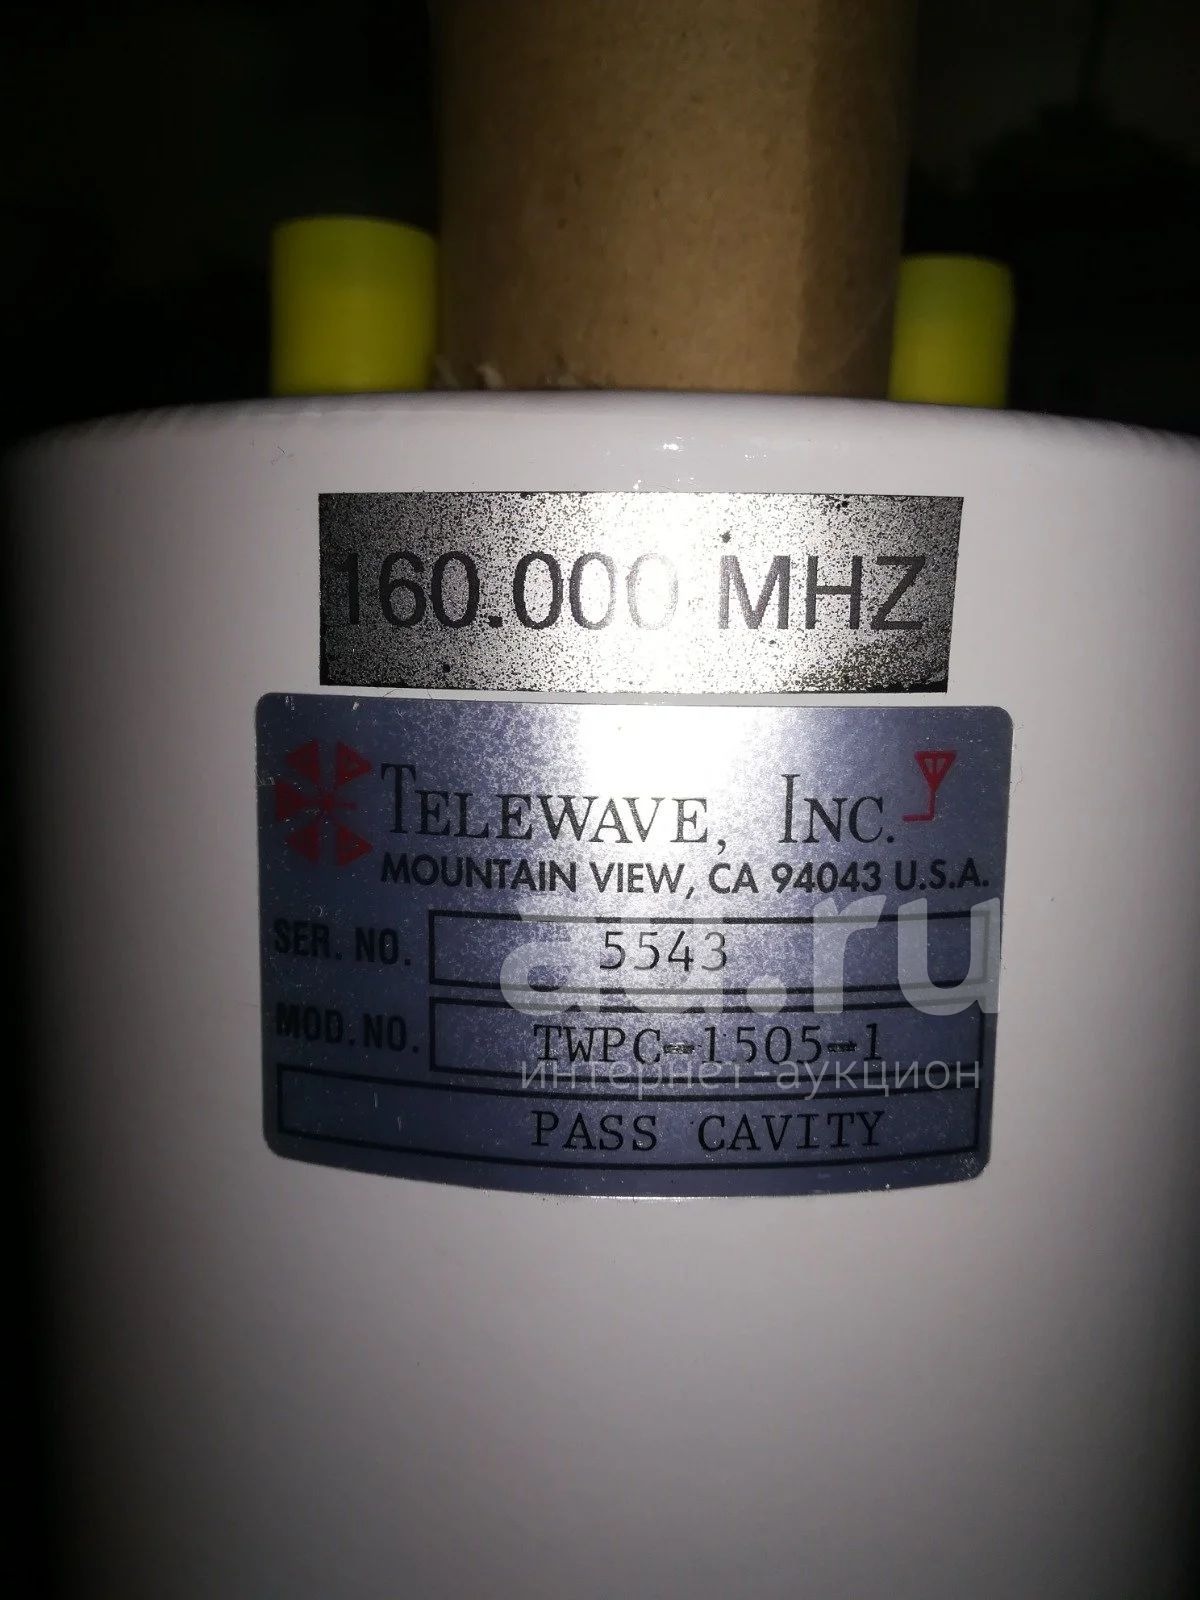 160.000 MHZ
TELEWAVE, INC.
MOUNTAIN VIEW, CA 94043 U.S.A.
SER. NO. 5543
MOD. NO. TWPC-1505-1
PASS CAVITY
au.ru
интернет-аукцион